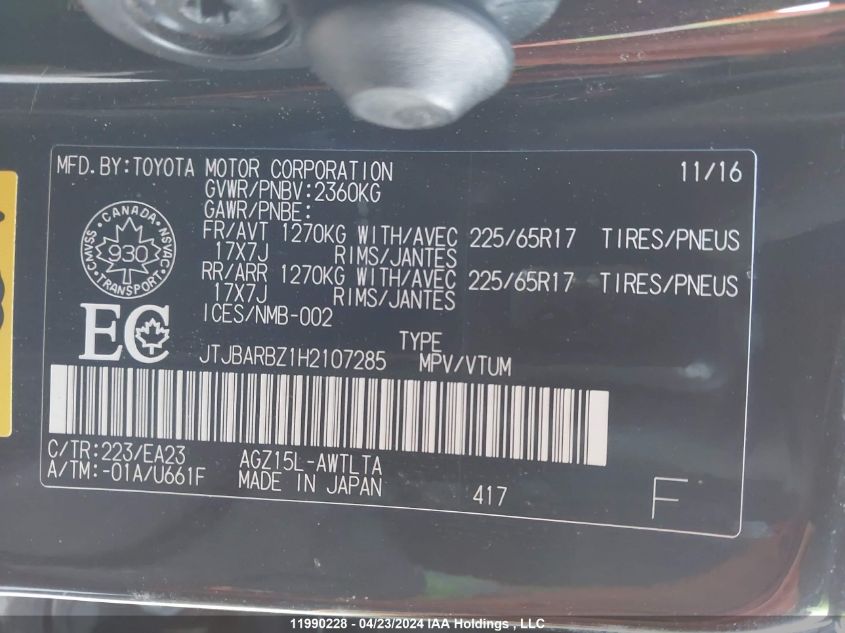 MFD.BY:TOYOTA MOTOR CORPORATION 11/16
GVWR/PNBV:2360KG
GAWR/PNBE:
FR/AVT 1270KG WITH/AVEC 225/65R17 TIRES/PNEUS
17X7J RIMS/JANTES
RR/ARR 1270KG WITH/AVEC 225/65R17 TIRES/PNEUS
17X7J RIMS/JANTES
ICES/NMB-002
CANADA
CMVSS NSVAC
930
TRANSPORT
EC
TYPE
JTJBARBZ1H2107285 MPV/VTUM
C/TR:223/EA23 AGZ15L-AWTLTA
A/TM:-01A/U661F MADE IN JAPAN 417 F
11990228 - 04/23/2024 IAA Holdings , LLC